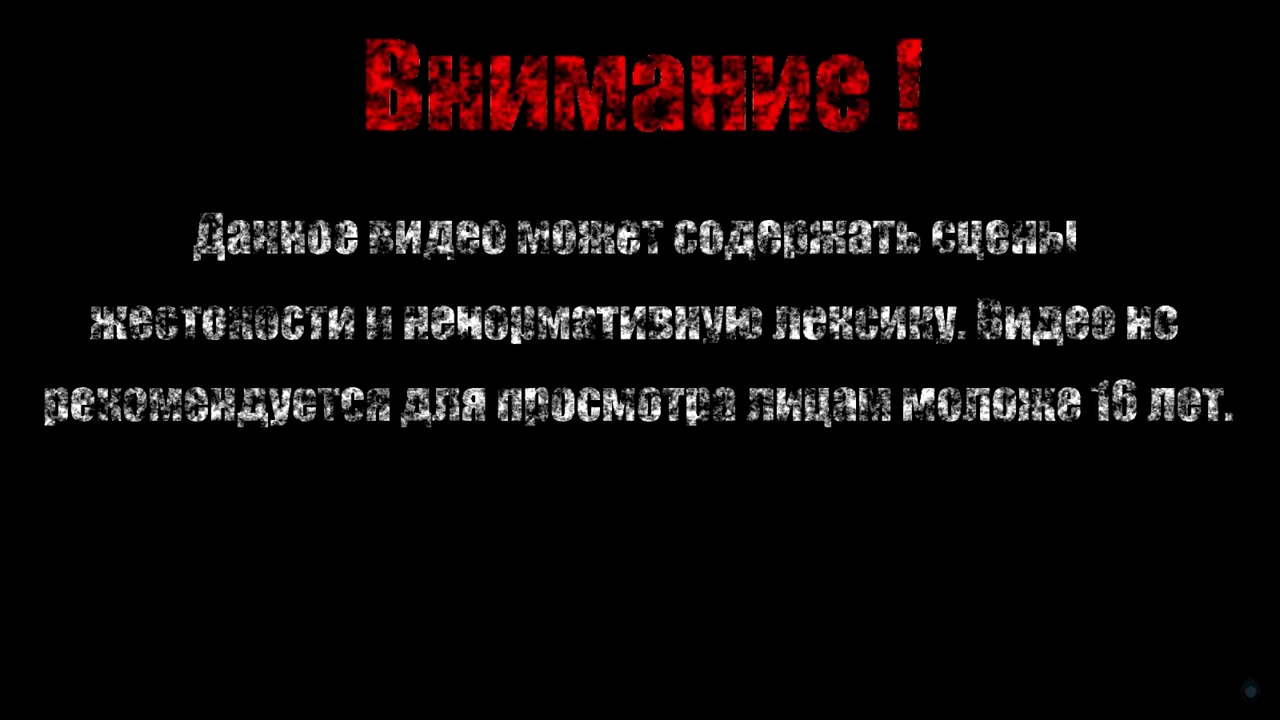 Внимание !
Данное видео может содержать сцены
жестокости и ненормативную лексику. Видео не
рекомендуется для просмотра лицам моложе 16 лет.